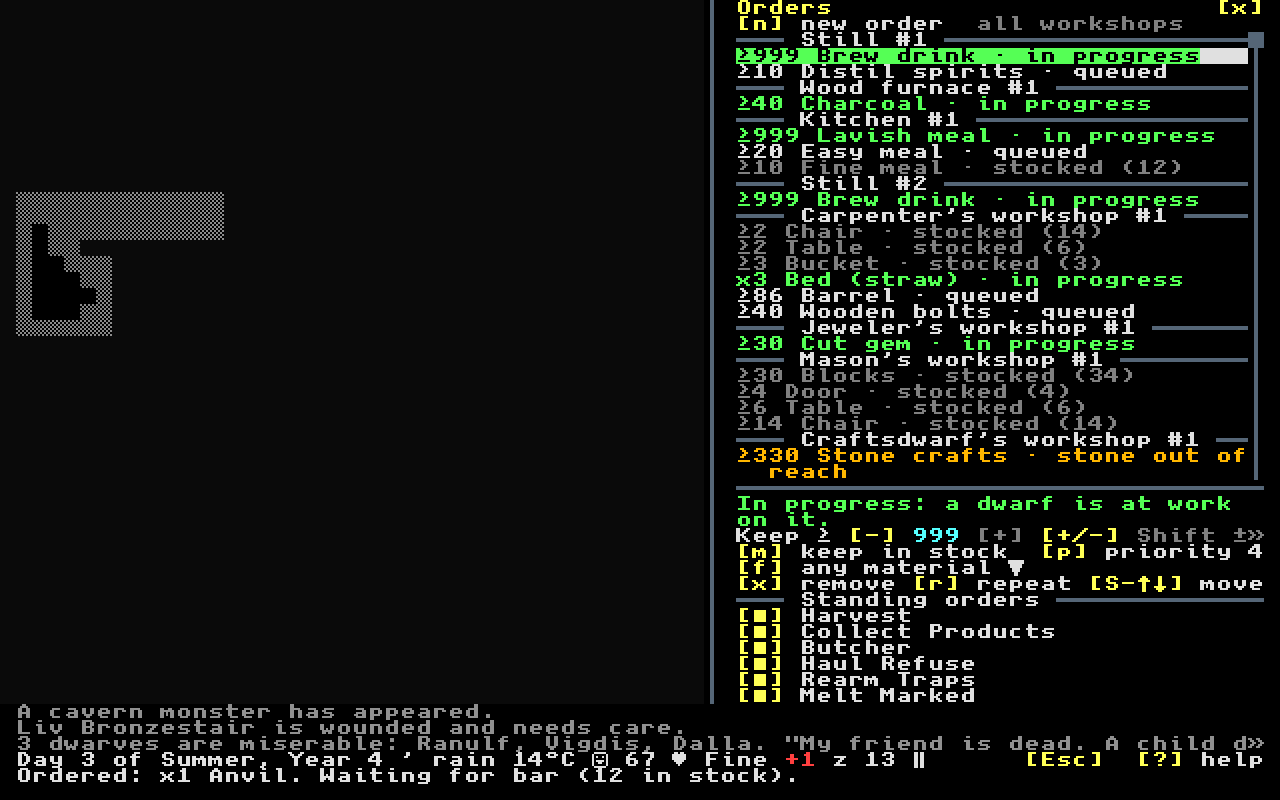 Orders [x]
[n] new order all workshops
Still #1
≥999 Brew drink · in progress
≥10 Distil spirits · queued
Wood furnace #1
≥40 Charcoal · in progress
Kitchen #1
≥999 Lavish meal · in progress
≥20 Easy meal · queued
≥10 Fine meal · stocked (12)
Still #2
≥999 Brew drink · in progress
Carpenter's workshop #1
≥2 Chair · stocked (14)
≥2 Table · stocked (6)
≥3 Bucket · stocked (3)
x3 Bed (straw) · in progress
≥86 Barrel · queued
≥40 Wooden bolts · queued
Jeweler's workshop #1
≥30 Cut gem · in progress
Mason's workshop #1
≥30 Blocks · stocked (34)
≥4 Door · stocked (4)
≥6 Table · stocked (6)
≥14 Chair · stocked (14)
Craftsdwarf's workshop #1
≥330 Stone crafts · stone out of
reach
In progress: a dwarf is at work
on it.
Keep ≥ [-] 999 [+] [+/-] Shift ±»
[m] keep in stock [p] priority 4
[f] any material ▼
[x] remove [r] repeat [S-↑↓] move
Standing orders
[■] Harvest
[■] Collect Products
[■] Butcher
[■] Haul Refuse
[■] Rearm Traps
[■] Melt Marked
A cavern monster has appeared.
Liv Bronzestair is wounded and needs care.
3 dwarves are miserable: Ranulf, Vigdis, Dalla. "My friend is dead. A child d»
Day 3 of Summer, Year 4 ' rain 14°C ☺ 67 ♥ Fine +1 z 13 ‖ [Esc] [?] help
Ordered: x1 Anvil. Waiting for bar (12 in stock).